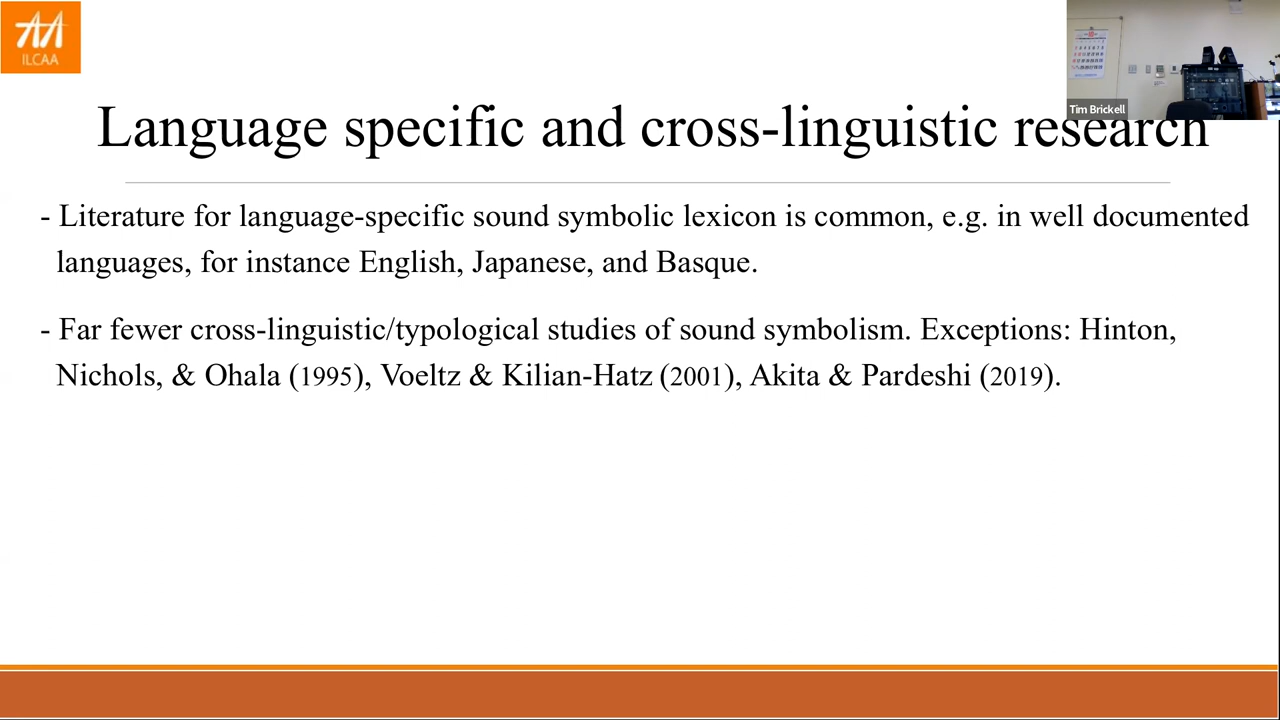 ILCAA
Tim Brickell
Language specific and cross-linguistic research
- Literature for language-specific sound symbolic lexicon is common, e.g. in well documented
languages, for instance English, Japanese, and Basque.
- Far fewer cross-linguistic/typological studies of sound symbolism. Exceptions: Hinton,
Nichols, & Ohala (1995), Voeltz & Kilian-Hatz (2001), Akita & Pardeshi (2019).